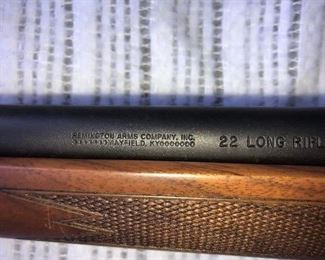 REMINGTON ARMS COMPANY, INC.
MAYFIELD, KY
22 LONG RIFL